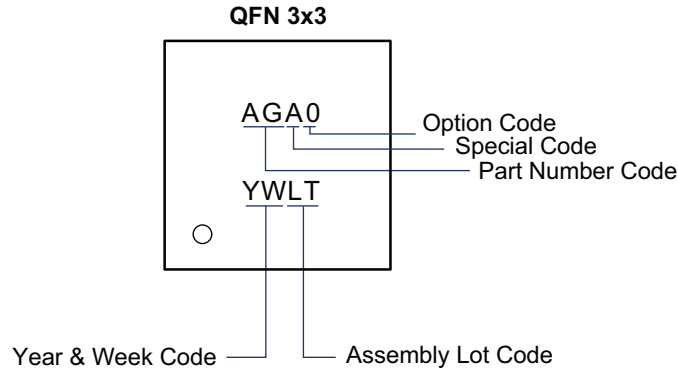 QFN 3x3
AGA0
Option Code
Special Code
Part Number Code
YWLT
Year & Week Code
Assembly Lot Code